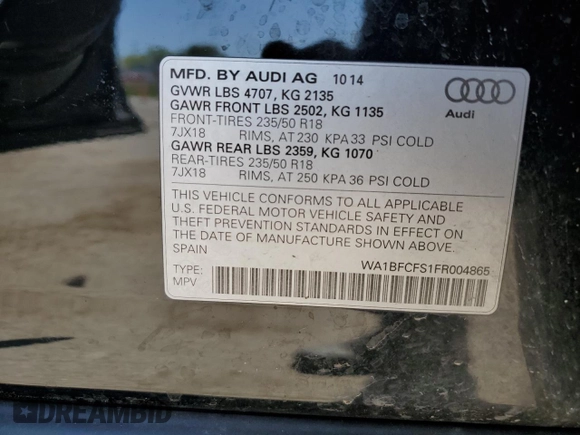 MFD. BY AUDI AG 10 14
GVWR LBS 4707, KG 2135
GAWR FRONT LBS 2502, KG 1135
FRONT-TIRES 235/50 R18
7JX18 RIMS, AT 230 KPA 33 PSI COLD
GAWR REAR LBS 2359, KG 1070
REAR-TIRES 235/50 R18
7JX18 RIMS, AT 250 KPA 36 PSI COLD
Audi
THIS VEHICLE CONFORMS TO ALL APPLICABLE
U.S. FEDERAL MOTOR VEHICLE SAFETY AND
THEFT PREVENTION STANDARDS IN EFFECT ON
THE DATE OF MANUFACTURE SHOWN ABOVE.
SPAIN
WA1BFCFS1FR004865
TYPE:
MPV
DREAMBID